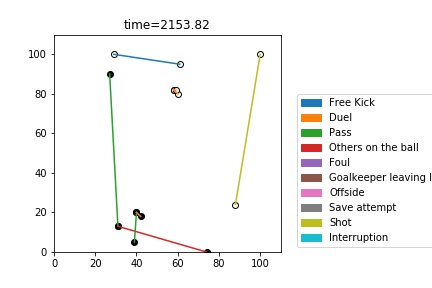 time=2153.82
100
80
60
40
20
0
0
20
40
60
80
100
Free Kick
Duel
Pass
Others on the ball
Foul
Goalkeeper leaving l
Offside
Save attempt
Shot
Interruption